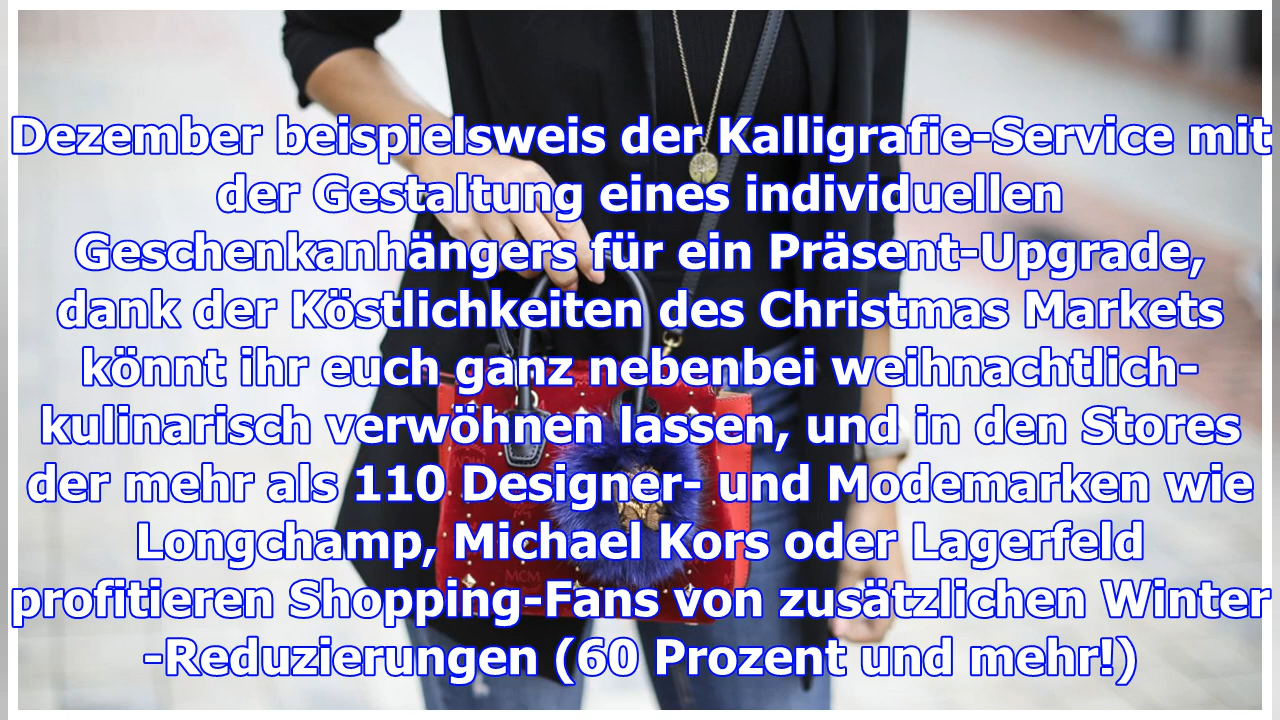 Dezember beispielsweis der Kalligrafie-Service mit
der Gestaltung eines individuellen
Geschenkanhängers für ein Präsent-Upgrade,
dank der Köstlichkeiten des Christmas Markets
könnt ihr euch ganz nebenbei weihnachtlich-
kulinarisch verwöhnen lassen, und in den Stores
der mehr als 110 Designer- und Modemarken wie
Longchamp, Michael Kors oder Lagerfeld
profitieren Shopping-Fans von zusätzlichen Winter
-Reduzierungen (60 Prozent und mehr!)
MCM